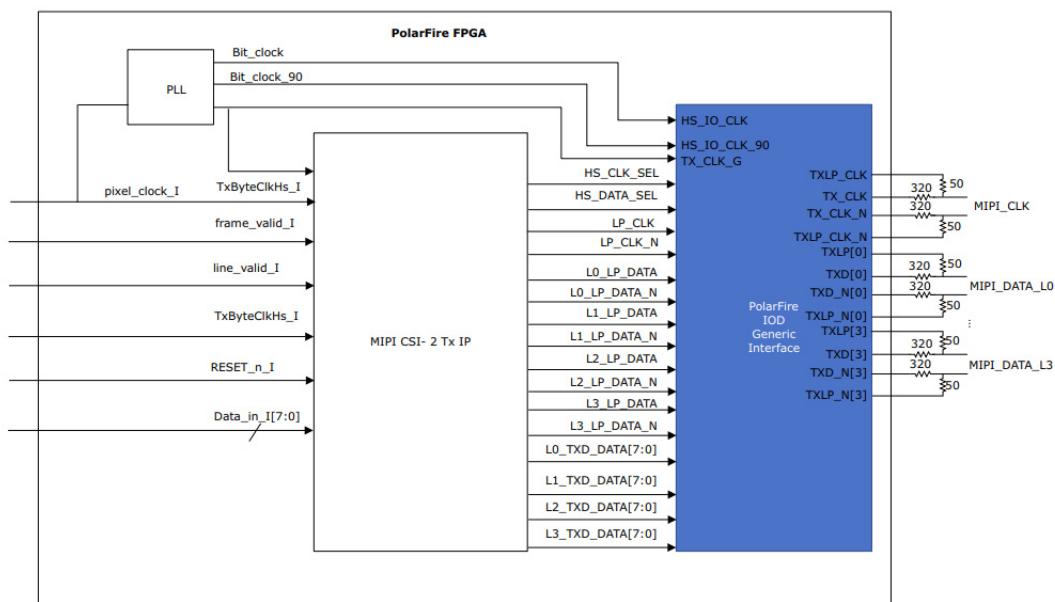 PolarFire FPGA
PLL
Bit_clock
Bit_clock_90
pixel_clock_I
TxByteClkHs_I
frame_valid_I
line_valid_I
TxByteClkHs_I
RESET_n_I
Data_in_I[7:0]
MIPI CSI- 2 Tx IP
HS_CLK_SEL
HS_DATA_SEL
LP_CLK
LP_CLK_N
L0_LP_DATA
L0_LP_DATA_N
L1_LP_DATA
L1_LP_DATA_N
L2_LP_DATA
L2_LP_DATA_N
L3_LP_DATA
L3_LP_DATA_N
L0_TXD_DATA[7:0]
L1_TXD_DATA[7:0]
L2_TXD_DATA[7:0]
L3_TXD_DATA[7:0]
HS_IO_CLK
HS_IO_CLK_90
TX_CLK_G
PolarFire
IOD
Generic
Interface
TXLP_CLK
TX_CLK
TX_CLK_N
TXLP_CLK_N
TXLP[0]
TXD[0]
TXD_N[0]
TXLP_N[0]
TXLP[3]
TXD[3]
TXD_N[3]
TXLP_N[3]
50
320
320
50
MIPI_CLK
50
320
320
50
MIPI_DATA_L0
...
50
320
320
50
MIPI_DATA_L3